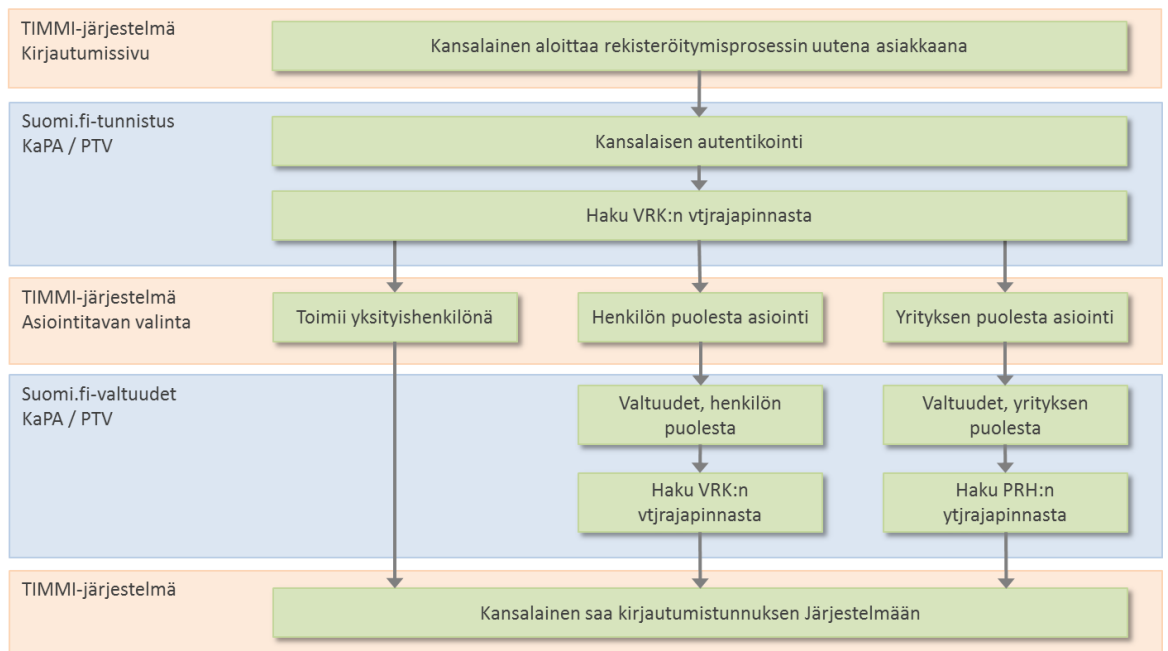 TIMMI-järjestelmä
Kirjautumissivu
Kansalainen aloittaa rekisteröitymisprosessin uutena asiakkaana
Suomi.fi-tunnistus
KaPA / PTV
Kansalaisen autentikointi
Haku VRK:n vtjrajapinnasta
TIMMI-järjestelmä
Asiointitavan valinta
Toimii yksityishenkilönä
Henkilön puolesta asiointi
Yrityksen puolesta asiointi
Suomi.fi-valtuudet
KaPA / PTV
Valtuudet, henkilön
puolesta
Valtuudet, yrityksen
puolesta
Haku VRK:n
vtjrajapinnasta
Haku PRH:n
ytjrajapinnasta
TIMMI-järjestelmä
Kansalainen saa kirjautumistunnuksen Järjestelmään